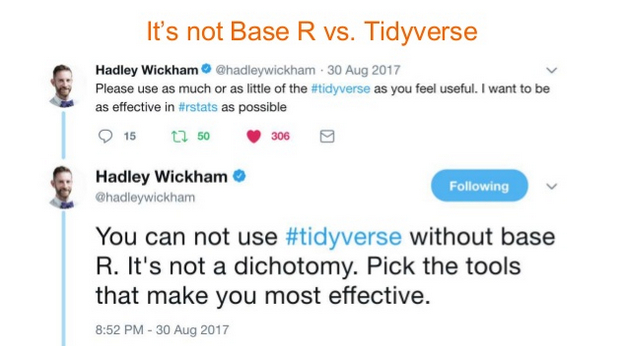 It's not Base R vs. Tidyverse
Hadley Wickham @hadleywickham · 30 Aug 2017
Please use as much or as little of the #tidyverse as you feel useful. I want to be
as effective in #rstats as possible
15 50 306
Hadley Wickham
@hadleywickham
Following
You can not use #tidyverse without base
R. It's not a dichotomy. Pick the tools
that make you most effective.
8:52 PM - 30 Aug 2017